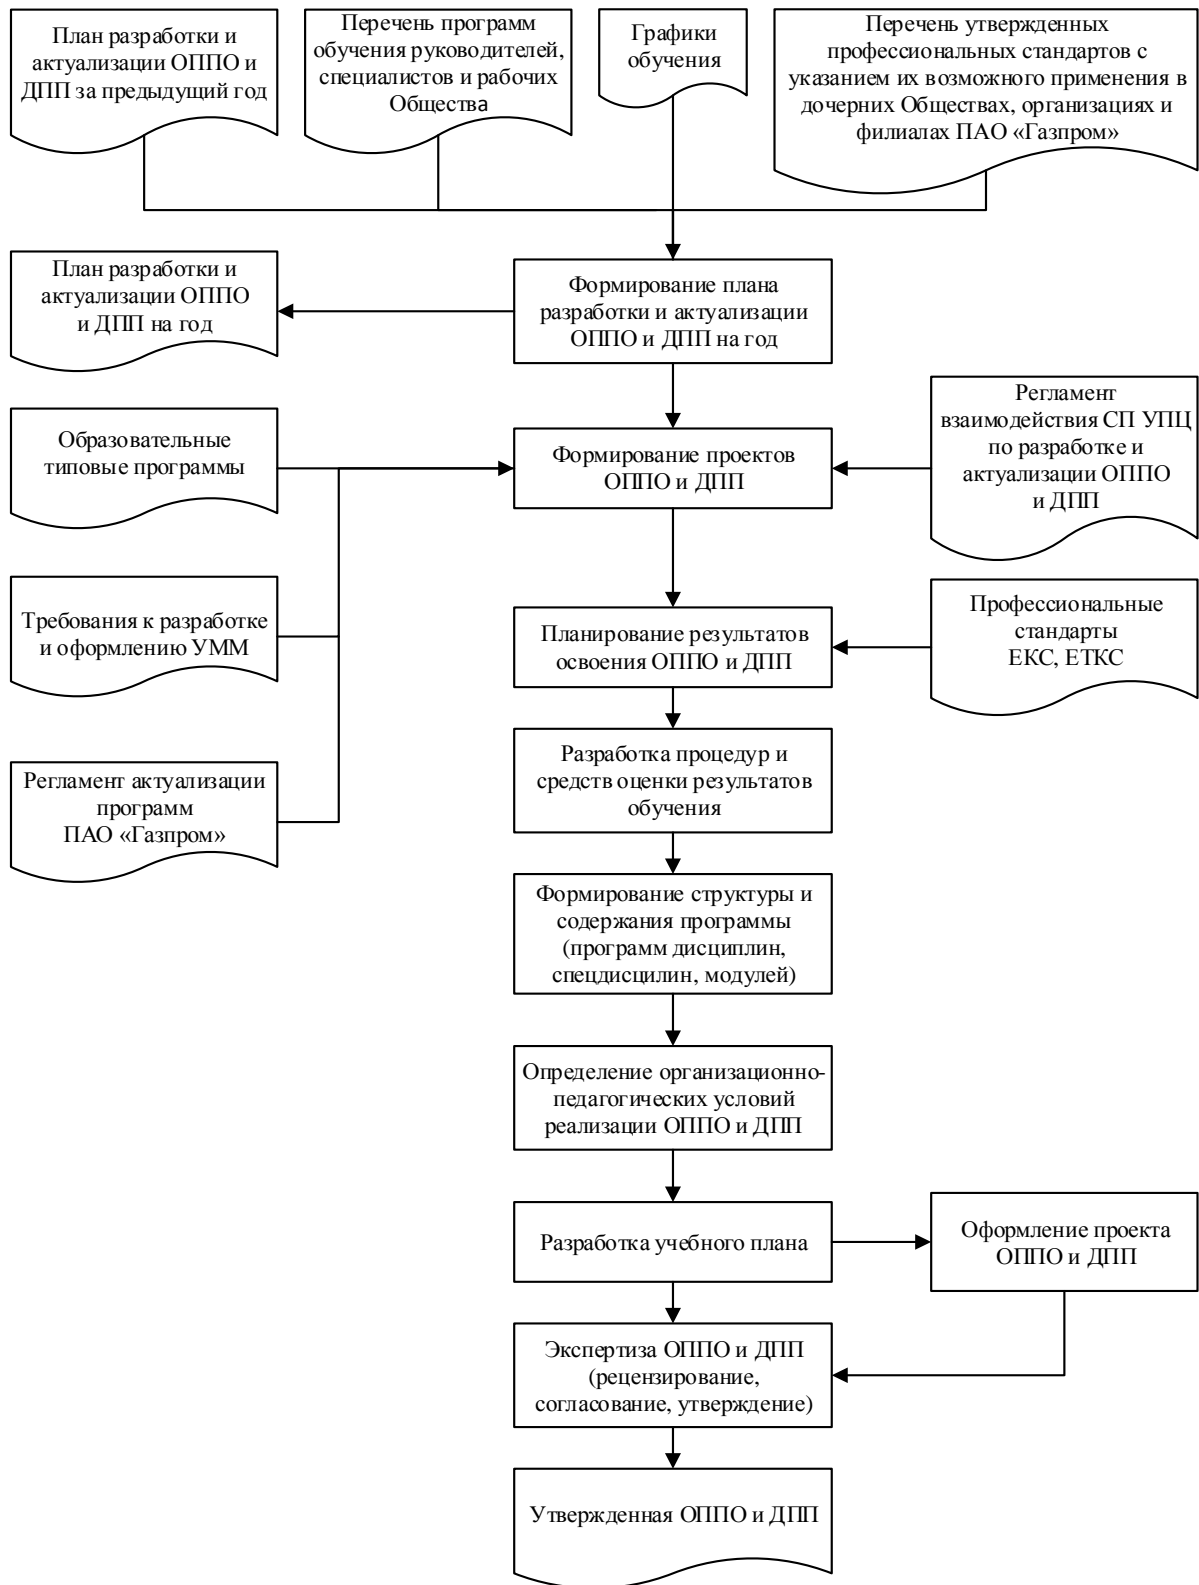 План разработки и
актуализации ОППО и
ДПП за предыдущий год
Перечень программ
обучения руководителей,
специалистов и рабочих
Общества
Графики
обучения
Перечень утвержденных
профессиональных стандартов с
указанием их возможного применения в
дочерних Обществах, организациях и
филиалах ПАО «Газпром»
План разработки и
актуализации ОППО
и ДПП на год
Формирование плана
разработки и актуализации
ОППО и ДПП на год
Образовательные
типовые программы
Формирование проектов
ОППО и ДПП
Регламент
взаимодействия СП УПЦ
по разработке и
актуализации ОППО
и ДПП
Требования к разработке
и оформлению УММ
Планирование результатов
освоения ОППО и ДПП
Профессиональные
стандарты
ЕКС, ЕТКС
Регламент актуализации
программ
ПАО «Газпром»
Разработка процедур и
средств оценки результатов
обучения
Формирование структуры и
содержания программы
(программ дисциплин,
спецдисцилин, модулей)
Определение организационно-
педагогических условий
реализации ОППО и ДПП
Разработка учебного плана
Оформление проекта
ОППО и ДПП
Экспертиза ОППО и ДПП
(рецензирование,
согласование, утверждение)
Утвержденная ОППО и ДПП